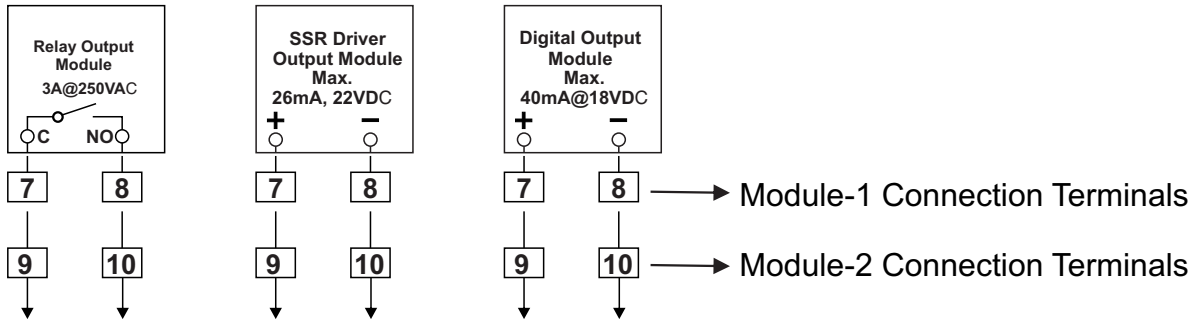 Relay Output
Module
3A@250VAC
C
NO
7
8
9
10
SSR Driver
Output Module
Max.
26mA, 22VDC
+
−
7
8
9
10
Digital Output
Module
Max.
40mA@18VDC
+
−
7
8
Module-1 Connection Terminals
9
10
Module-2 Connection Terminals